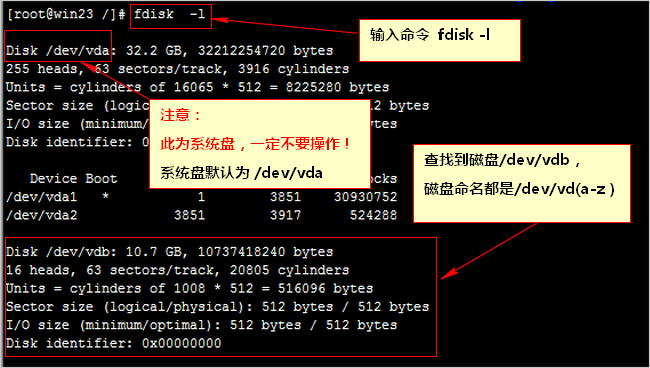 [root@win23 /]# fdisk -l
输入命令 fdisk -l
Disk /dev/vda: 32.2 GB, 32212254720 bytes
255 heads, 63 sectors/track, 3916 cylinders
Units = cylinders of 16065 * 512 = 8225280 bytes
Sector size (logical 2 bytes
I/O size (minimum/ bytes
Disk identifier: 0
注意：
此为系统盘，一定不要操作！
系统盘默认为 /dev/vda
查找到磁盘/dev/vdb，
磁盘命名都是/dev/vd(a-z）
Device Boot ocks
/dev/vda1 * 1 3851 30930752
/dev/vda2 3851 3917 524288
Disk /dev/vdb: 10.7 GB, 10737418240 bytes
16 heads, 63 sectors/track, 20805 cylinders
Units = cylinders of 1008 * 512 = 516096 bytes
Sector size (logical/physical): 512 bytes / 512 bytes
I/O size (minimum/optimal): 512 bytes / 512 bytes
Disk identifier: 0x00000000